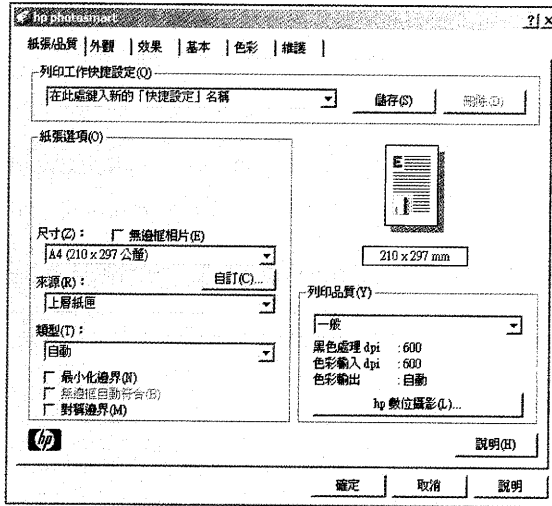 hp photosmart
? X
紙張/品質 外觀 效果 基本 色彩 維護
列印工作快捷設定(Q)
在此處鍵入新的「快捷設定」名稱
儲存(S)
刪除(D)
紙張選項(O)
尺寸(Z)： 無邊框相片(E)
A4 (210 x 297 公釐)
來源(R)： 自訂(C)...
上層紙匣
類型(T)：
自動
最小化邊界(N)
無邊框自動符合(B)
對稱邊界(M)
E
210 x 297 mm
列印品質(Y)
一般
黑色處理 dpi :600
色彩輸入 dpi :600
色彩輸出 :自動
hp 數位攝影(L)...
hp
說明(H)
確定 取消 說明